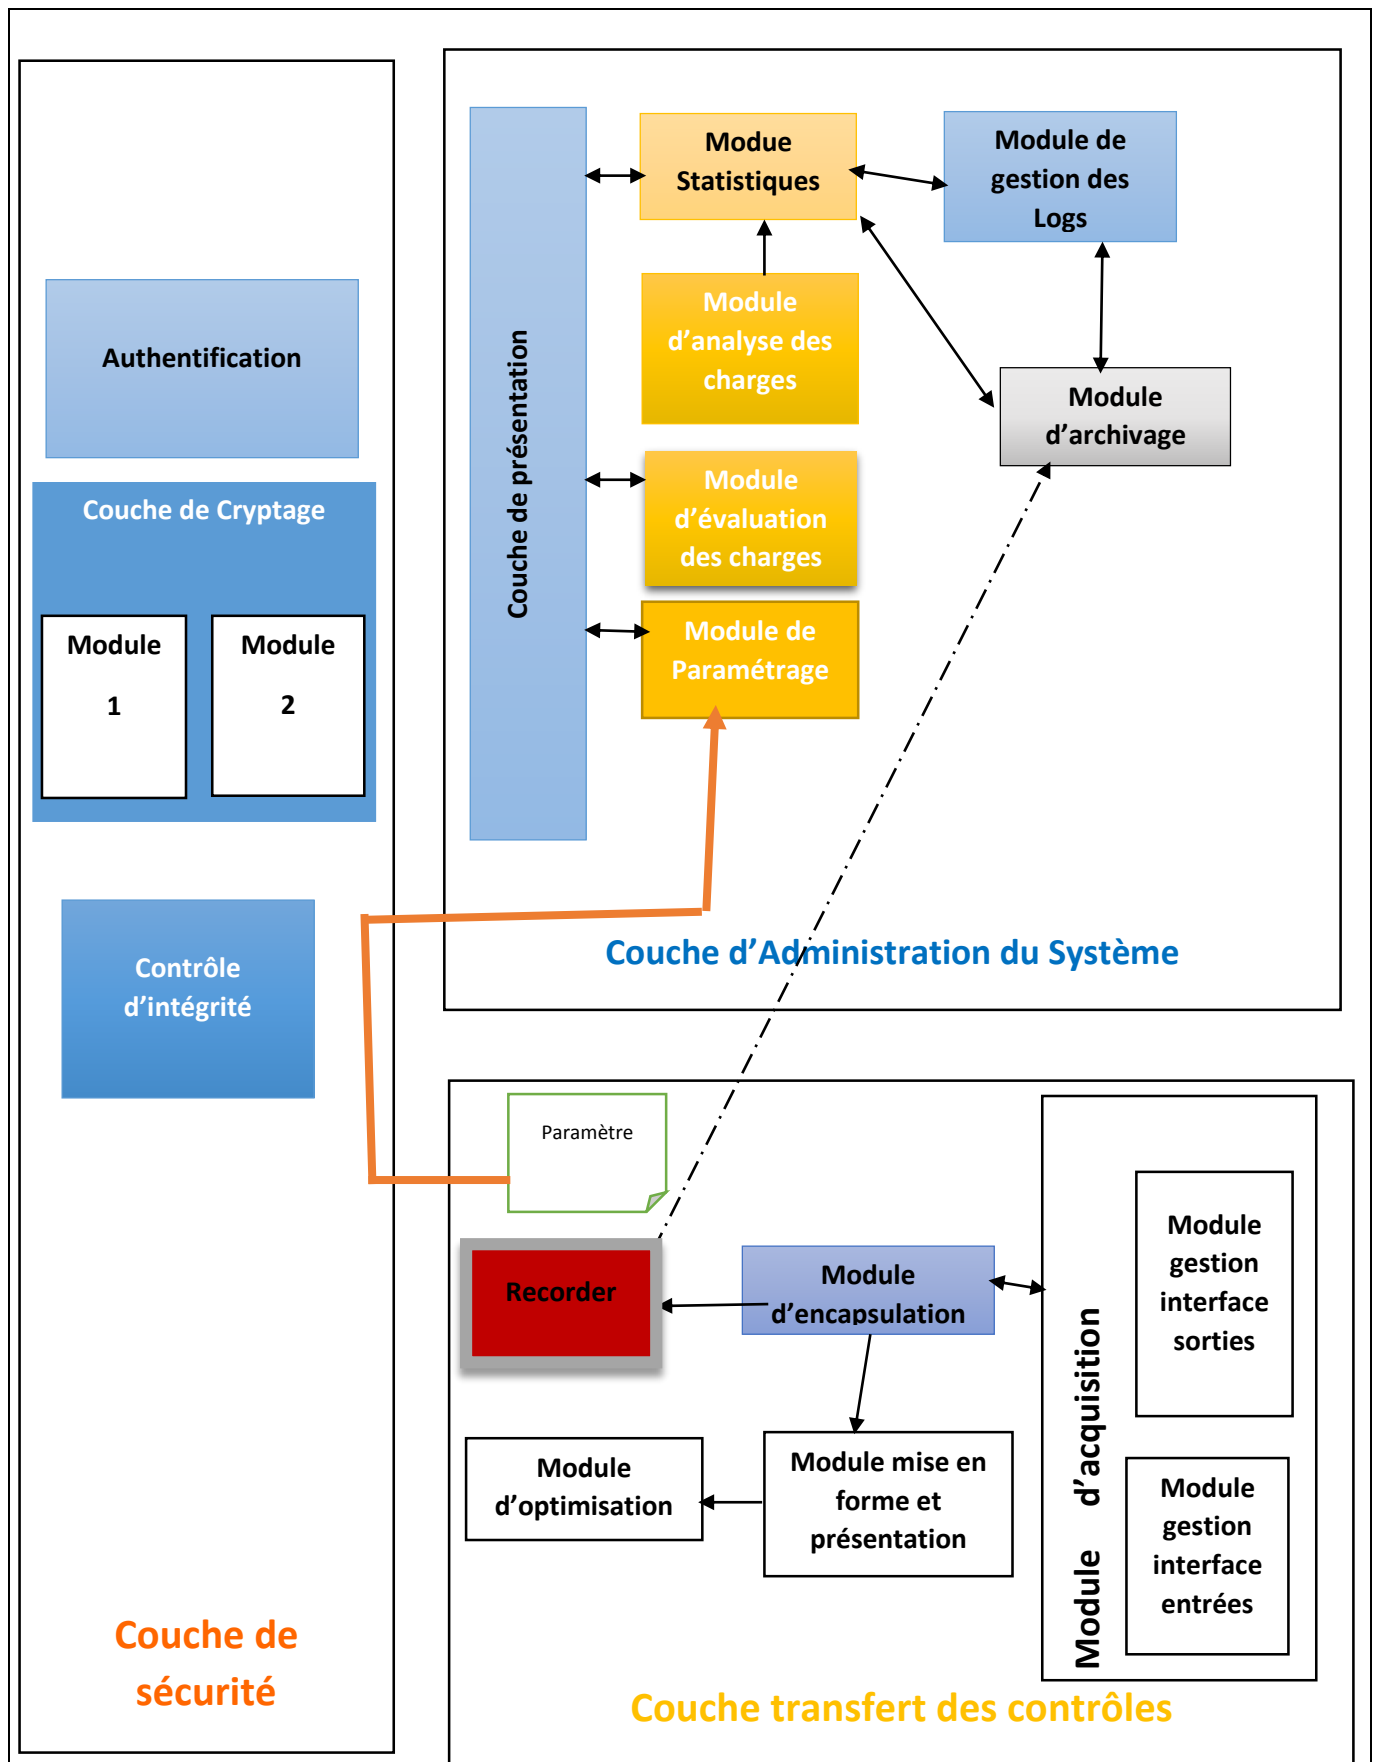 Authentification
Couche de Cryptage
Module
1
Module
2
Contrôle
d’intégrité
Couche de
sécurité
Couche de présentation
Modue
Statistiques
Module de
gestion des
Logs
Module
d’analyse des
charges
Module
d’archivage
Module
d’évaluation
des charges
Module de
Paramétrage
Couche d’Administration du Système
Paramètre
Recorder
Module
d’encapsulation
Module d’acquisition
Module
gestion
interface
sorties
Module
d’optimisation
Module mise en
forme et
présentation
Module
gestion
interface
entrées
Couche transfert des contrôles